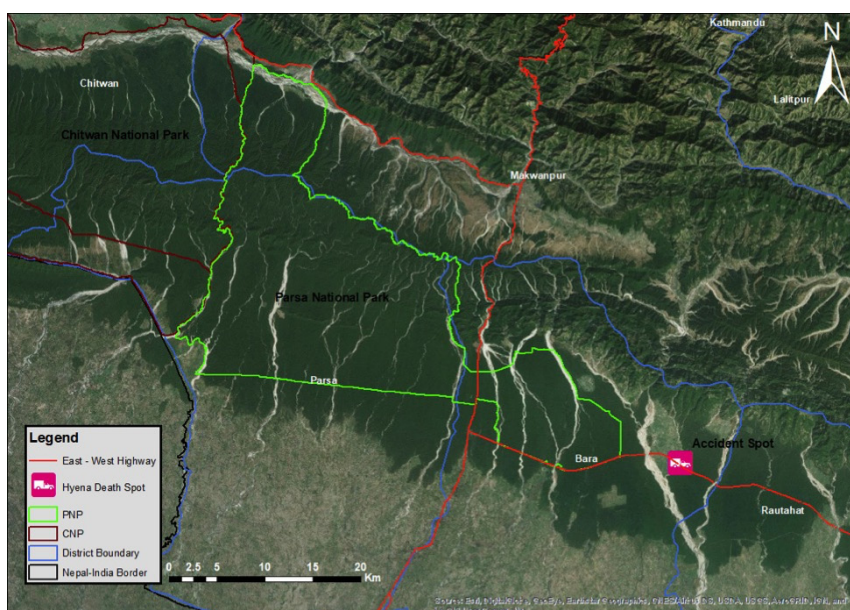 Kathmandu
N
Chitwan
Lalitpur
Chitwan National Park
Makwanpur
Parsa National Park
Parsa
Accident Spot
Bara
Rautahat
Legend
East - West Highway
Hyena Death Spot
PNP
CNP
District Boundary
Nepal-India Border
0 2.5 5 10 15 20
Km